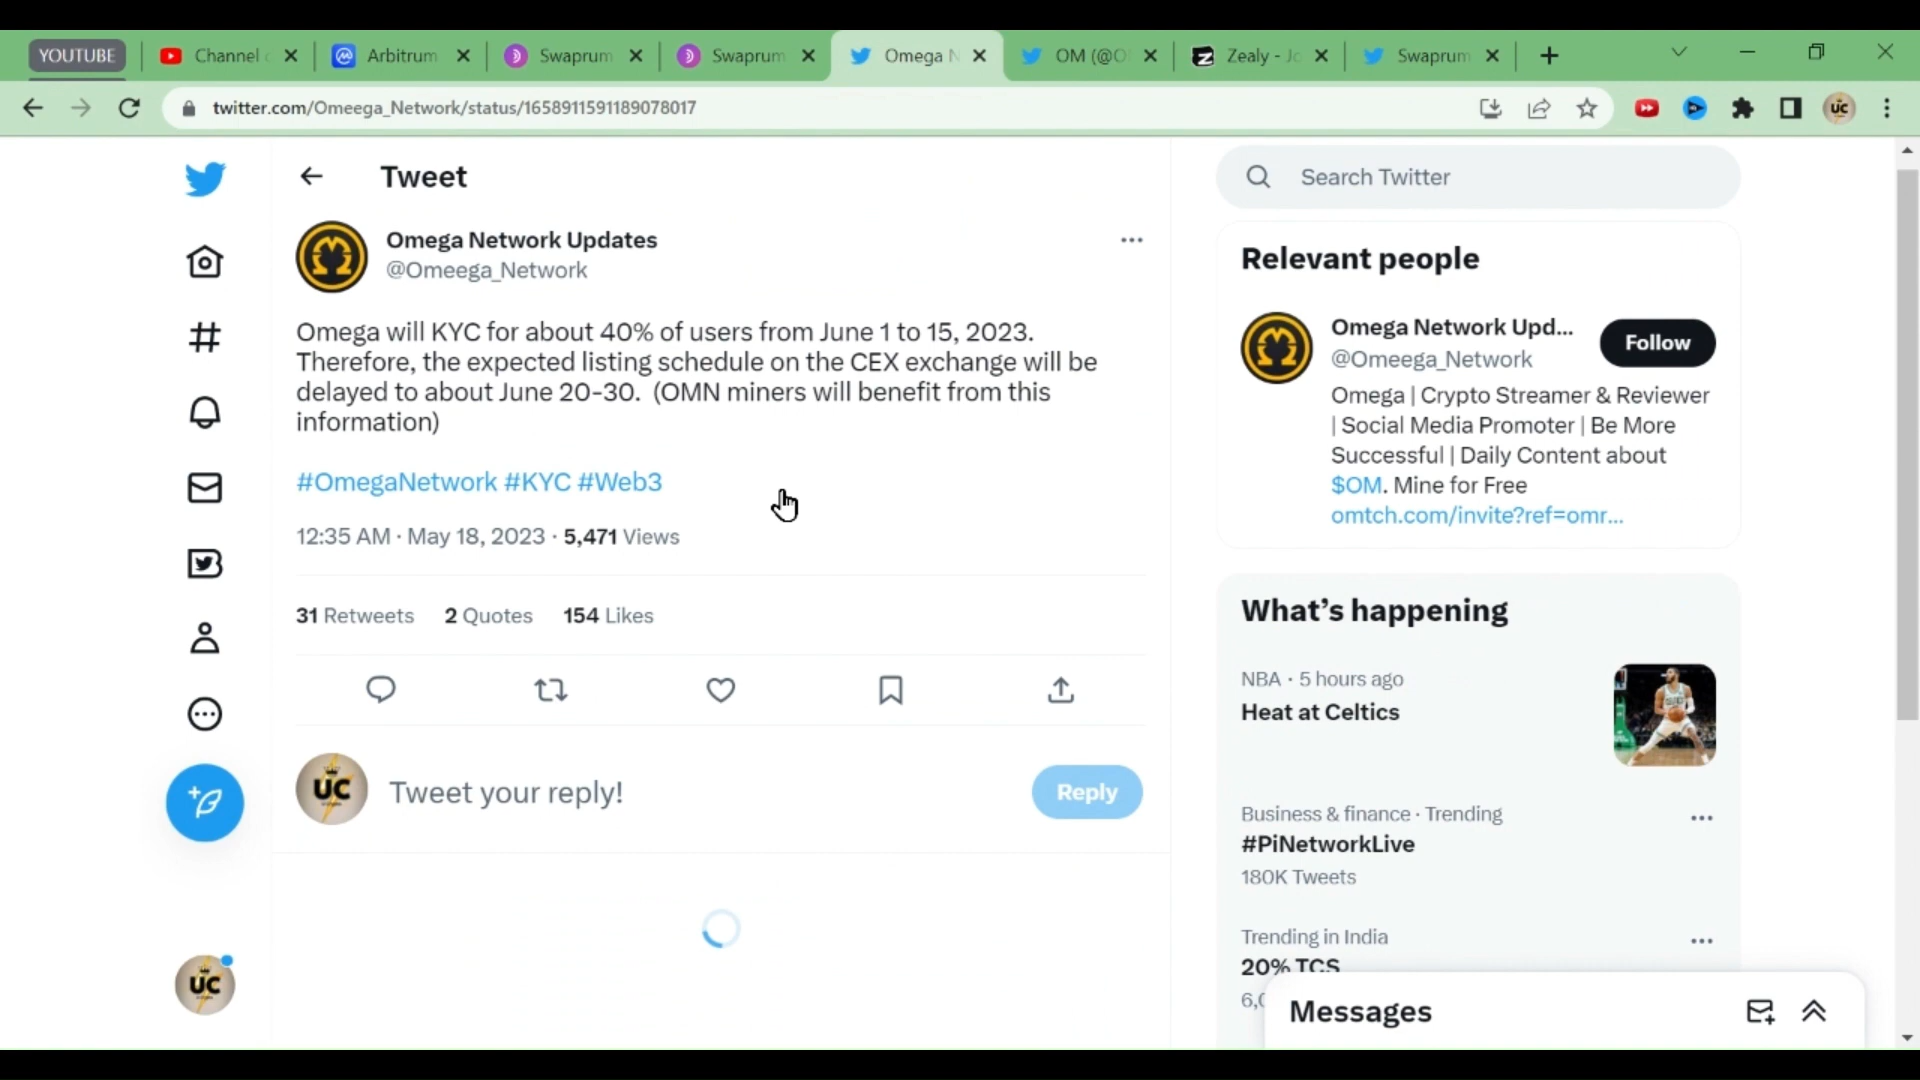 YOUTUBE
Channel
Arbitrum
Swaprum
Swaprum
Omega N
OM (@O
Zealy - Jo
Swaprum
twitter.com/Omeega_Network/status/1658911591189078017
UC
Tweet
Search Twitter
Omega Network Updates
@Omeega_Network
Omega will KYC for about 40% of users from June 1 to 15, 2023.
Therefore, the expected listing schedule on the CEX exchange will be
delayed to about June 20-30. (OMN miners will benefit from this
information)
#OmegaNetwork #KYC #Web3
12:35 AM · May 18, 2023 · 5,471 Views
31 Retweets 2 Quotes 154 Likes
UC
Tweet your reply!
Reply
UC
Relevant people
Omega Network Upd...
@Omeega_Network
Follow
Omega | Crypto Streamer & Reviewer
| Social Media Promoter | Be More
Successful | Daily Content about
$OM. Mine for Free
omtch.com/invite?ref=omr...
What's happening
NBA · 5 hours ago
Heat at Celtics
Business & finance · Trending
#PiNetworkLive
180K Tweets
Trending in India
20% TCS
Messages